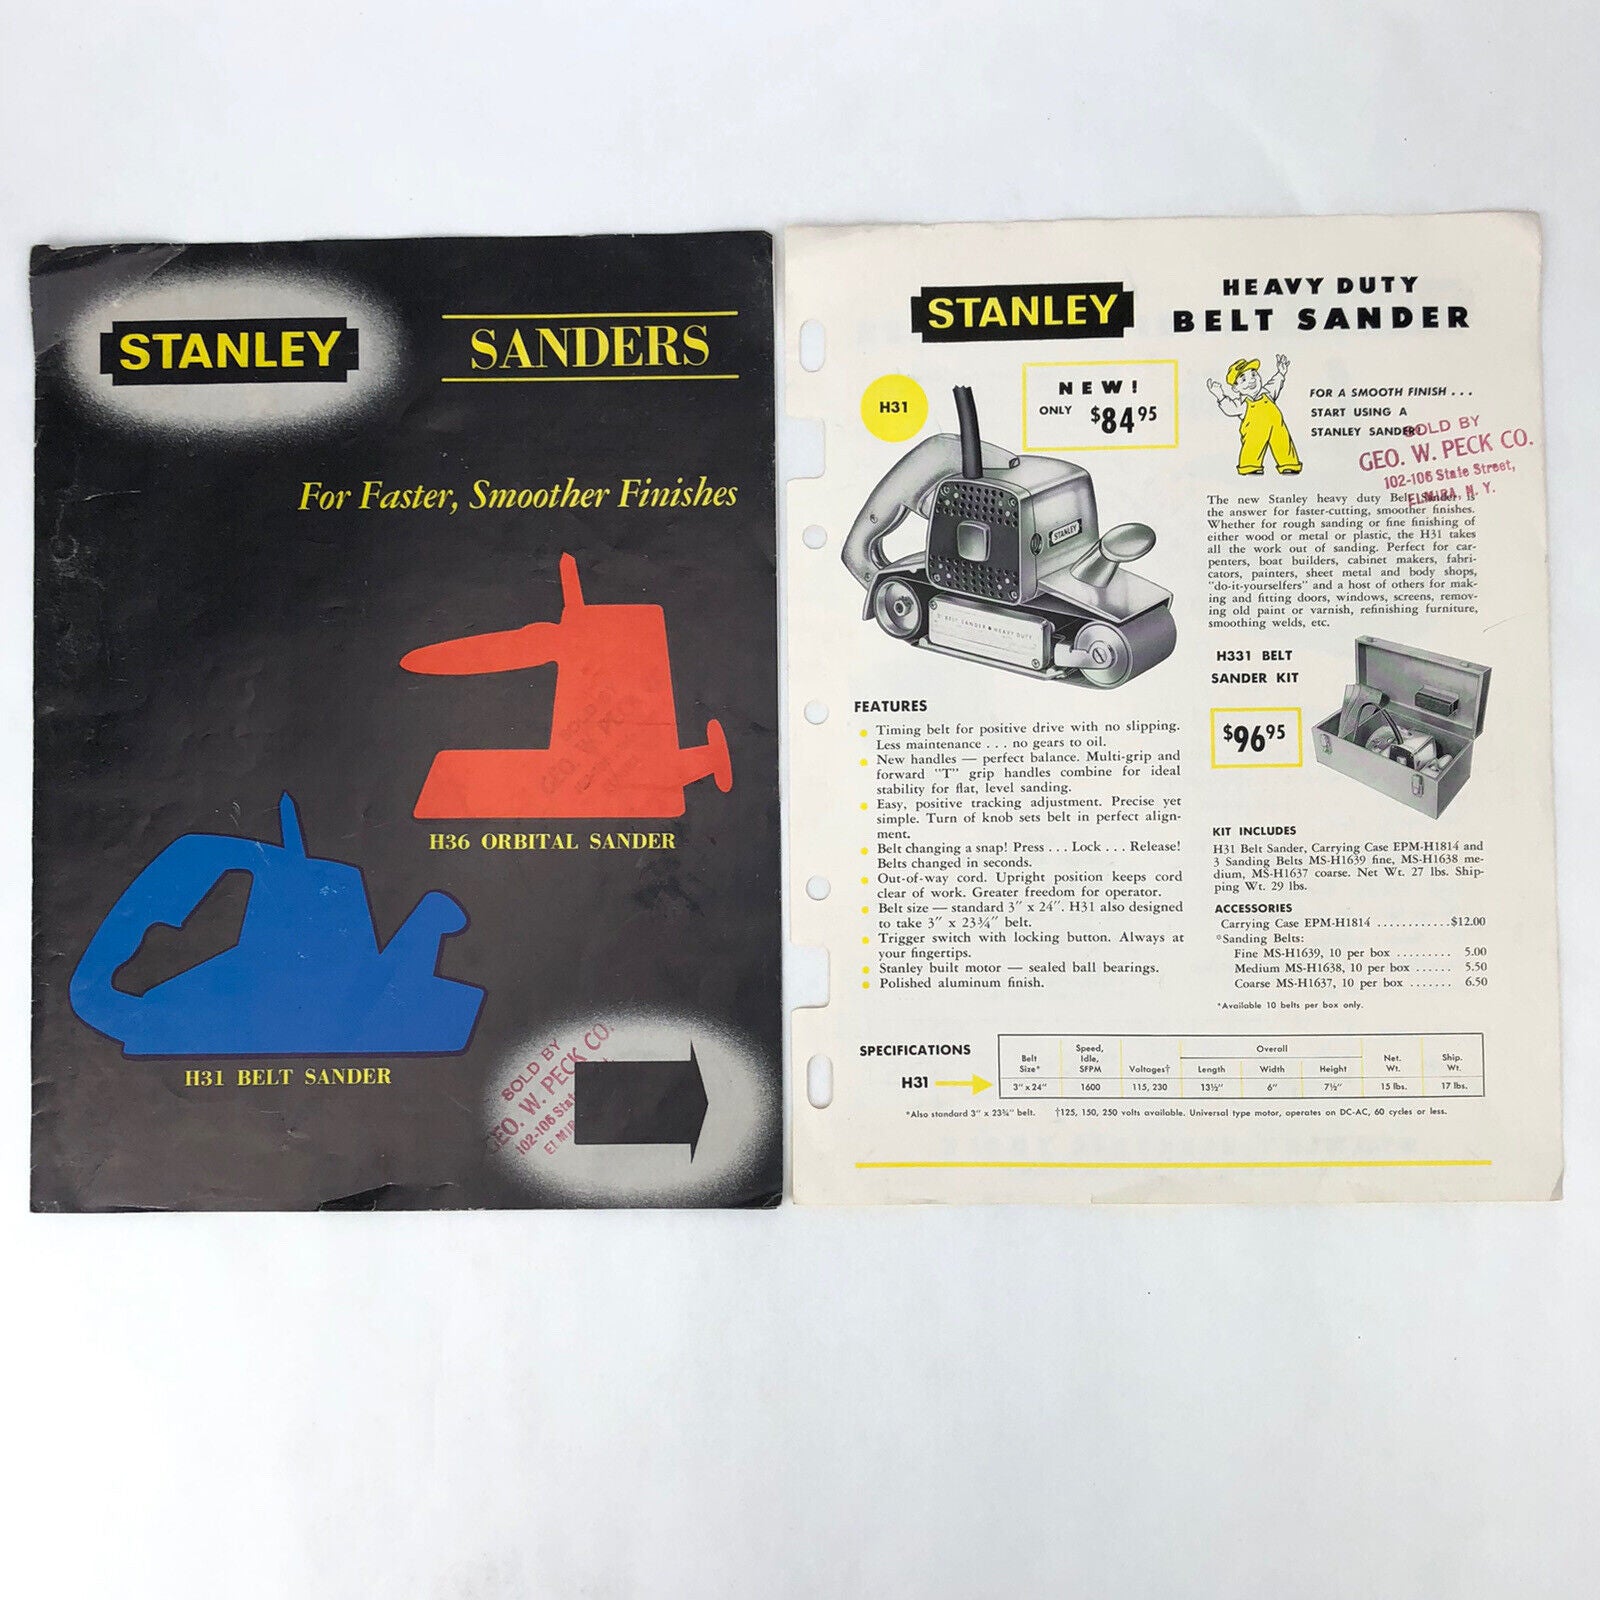 STANLEY
SANDERS
For Faster, Smoother Finishes
H36 ORBITAL SANDER
H31 BELT SANDER
SOLD BY
GEO. W. PECK CO.
102-106 State
ELMIR
STANLEY
HEAVY DUTY
BELT SANDER
H31
NEW!
ONLY $84 95
STANLEY
3" BELT SANDER HEAVY DUTY
FOR A SMOOTH FINISH . . .
START USING A
STANLEY SANDER!
SOLD BY
GEO. W. PECK CO.
102-106 State Street,
ELMIRA, N. Y.
The new Stanley heavy duty Belt Sander is
the answer for faster-cutting, smoother finishes.
Whether for rough sanding or fine finishing of
either wood or metal or plastic, the H31 takes
all the work out of sanding. Perfect for car-
penters, boat builders, cabinet makers, fabri-
cators, painters, sheet metal and body shops,
"do-it-yourselfers" and a host of others for mak-
ing and fitting doors, windows, screens, remov-
ing old paint or varnish, refinishing furniture,
smoothing welds, etc.
H331 BELT
SANDER KIT
$96 95
FEATURES
Timing belt for positive drive with no slipping.
Less maintenance . . . no gears to oil.
New handles — perfect balance. Multi-grip and
forward "T" grip handles combine for ideal
stability for flat, level sanding.
Easy, positive tracking adjustment. Precise yet
simple. Turn of knob sets belt in perfect align-
ment.
Belt changing a snap! Press . . . Lock . . . Release!
Belts changed in seconds.
Out-of-way cord. Upright position keeps cord
clear of work. Greater freedom for operator.
Belt size — standard 3" x 24". H31 also designed
to take 3" x 23¾" belt.
Trigger switch with locking button. Always at
your fingertips.
Stanley built motor — sealed ball bearings.
Polished aluminum finish.
KIT INCLUDES
H31 Belt Sander, Carrying Case EPM-H1814 and
3 Sanding Belts MS-H1639 fine, MS-H1638 me-
dium, MS-H1637 coarse. Net Wt. 27 lbs. Ship-
ping Wt. 29 lbs.
ACCESSORIES
Carrying Case EPM-H1814 ............$12.00
*Sanding Belts:
Fine MS-H1639, 10 per box ......... 5.00
Medium MS-H1638, 10 per box ...... 5.50
Coarse MS-H1637, 10 per box ....... 6.50
*Available 10 belts per box only.
SPECIFICATIONS
Belt Size* Speed, Idle, SFPM Voltages† Overall Length Width Height Net. Wt. Ship. Wt.
H31 3" x 24" 1600 115, 230 13½" 6" 7½" 15 lbs. 17 lbs.
*Also standard 3" x 23¾" belt. †125, 150, 250 volts available. Universal type motor, operates on DC-AC, 60 cycles or less.